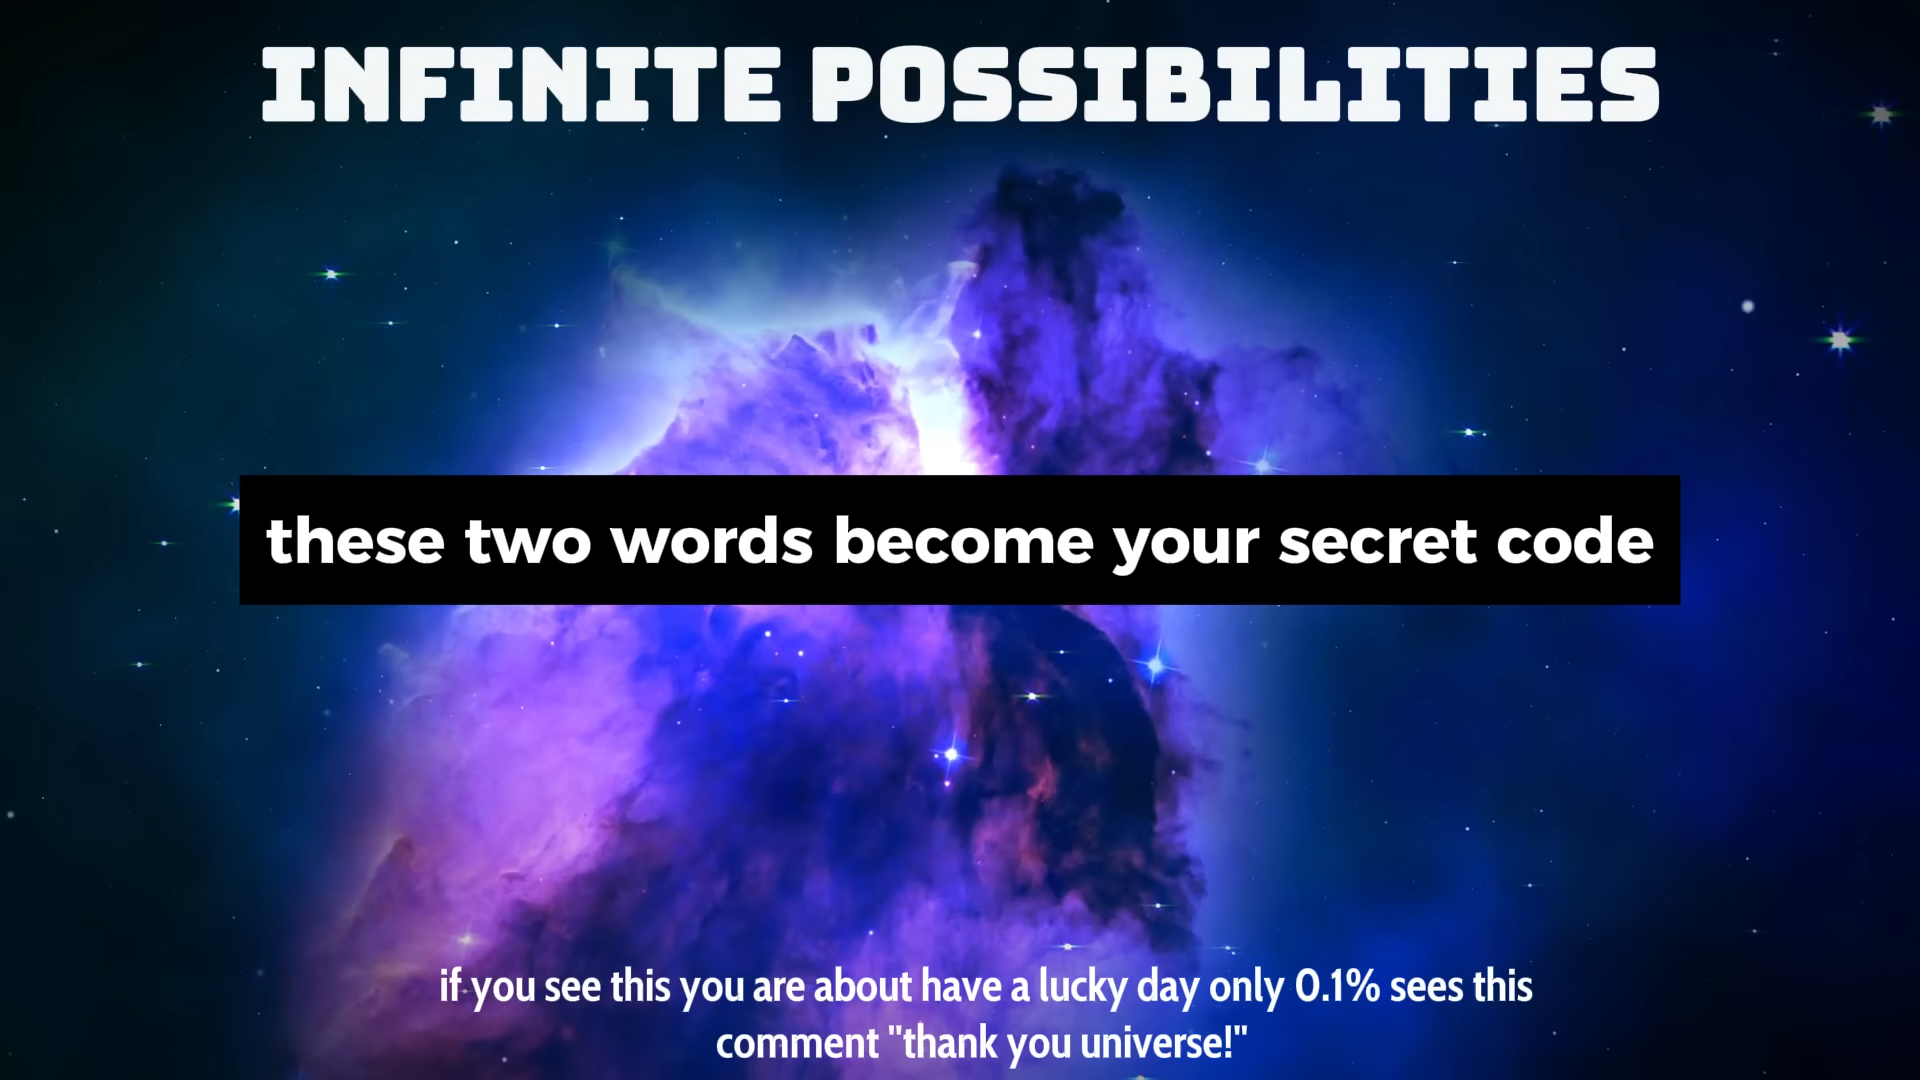 INFINITE POSSIBILITIES
these two words become your secret code
if you see this you are about have a lucky day only 0.1% sees this
comment "thank you universe!"